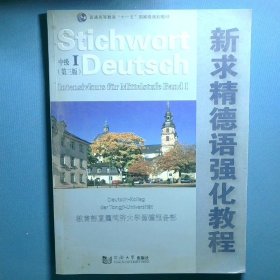 普通高等教育“十一五”国家级规划教材
Stichwort
中级 I
(第三版)
Deutsch
Intensivkurs für Mittelstufe Band I
新求精德语强化教程
Deutsch-Kolleg
der Tongji-Universität
同济大学出版社